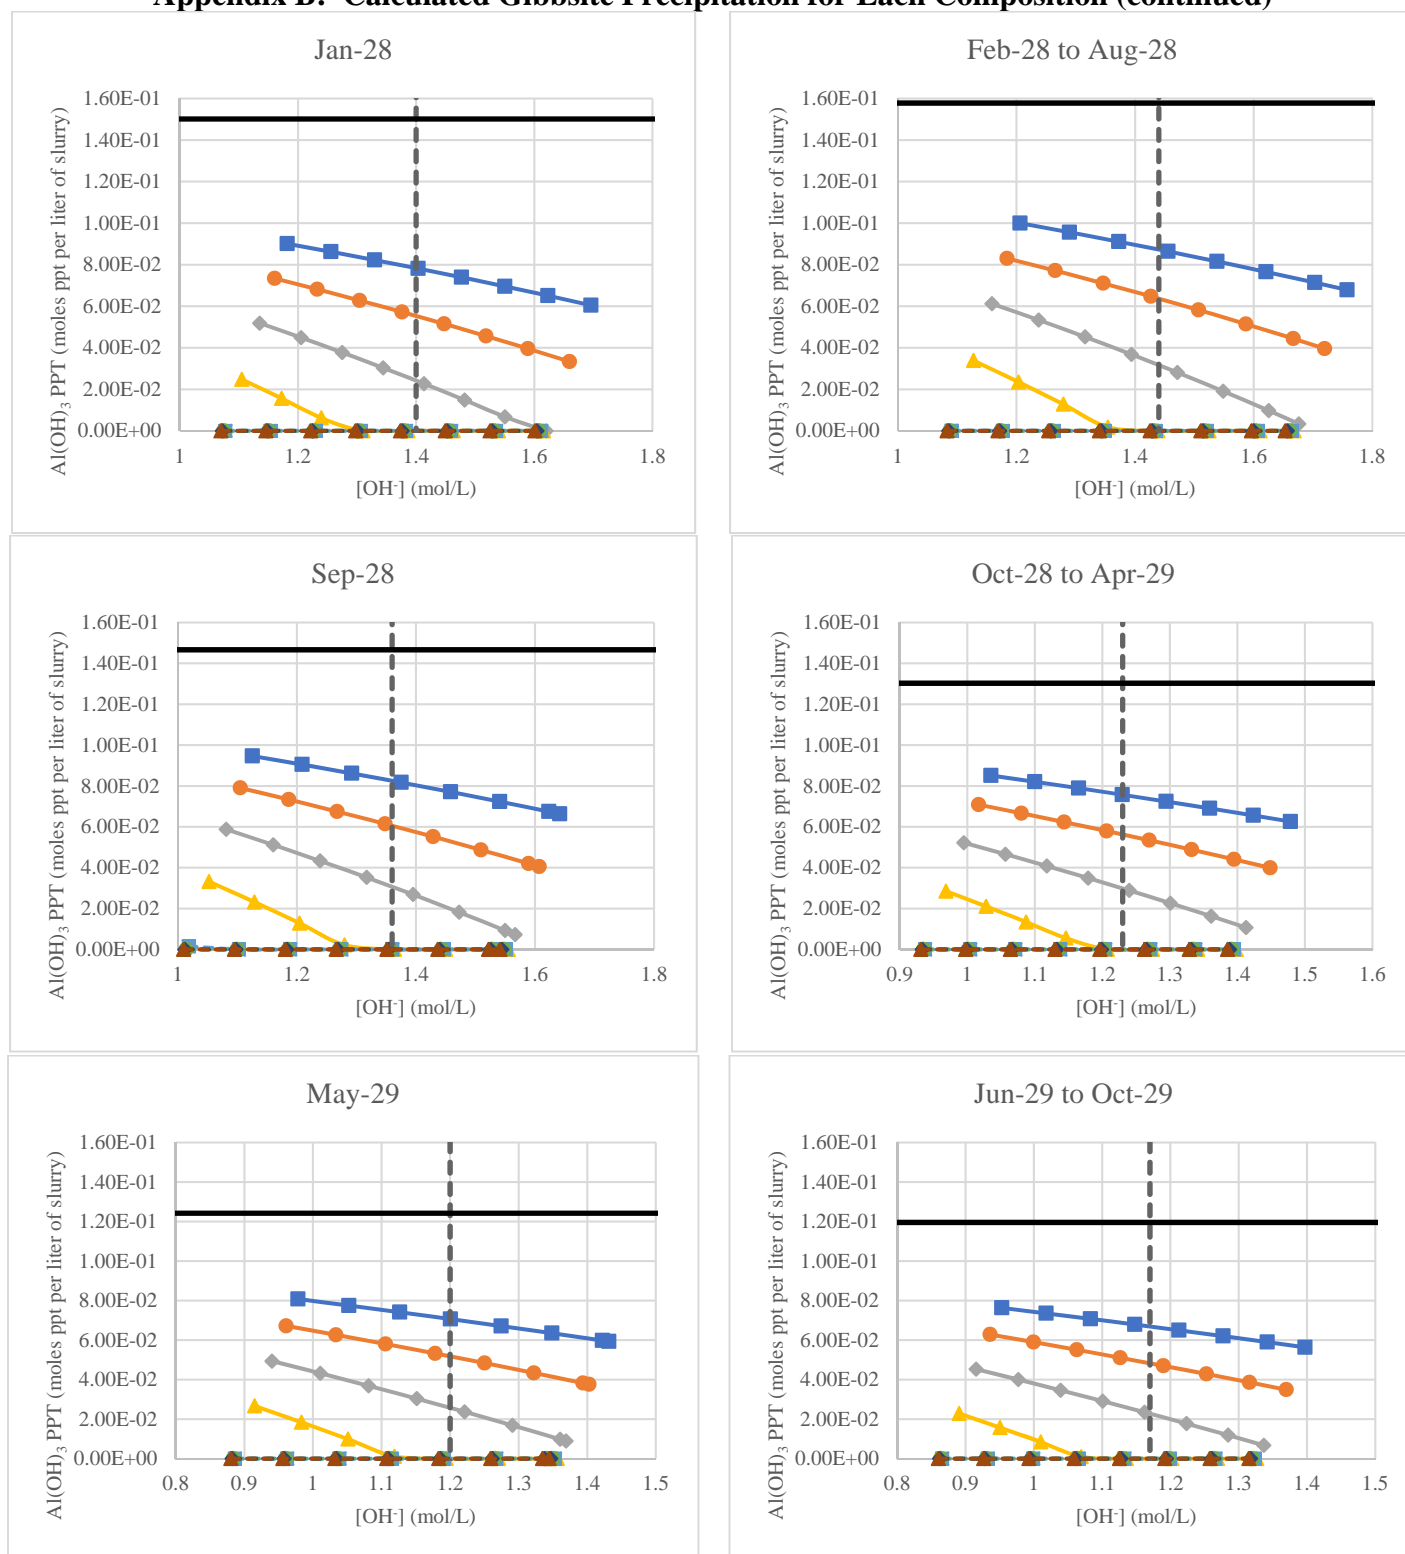 Appendix B: Calculated Gibbsite Precipitation for Each Composition (continued)
Jan-28
Al(OH)3 PPT (moles ppt per liter of slurry)
1.60E-01
1.40E-01
1.20E-01
1.00E-01
8.00E-02
6.00E-02
4.00E-02
2.00E-02
0.00E+00
1 1.2 1.4 1.6 1.8
[OH-] (mol/L)
Feb-28 to Aug-28
Al(OH)3 PPT (moles ppt per liter of slurry)
1.60E-01
1.40E-01
1.20E-01
1.00E-01
8.00E-02
6.00E-02
4.00E-02
2.00E-02
0.00E+00
1 1.2 1.4 1.6 1.8
[OH-] (mol/L)
Sep-28
Al(OH)3 PPT (moles ppt per liter of slurry)
1.60E-01
1.40E-01
1.20E-01
1.00E-01
8.00E-02
6.00E-02
4.00E-02
2.00E-02
0.00E+00
1 1.2 1.4 1.6 1.8
[OH-] (mol/L)
Oct-28 to Apr-29
Al(OH)3 PPT (moles ppt per liter of slurry)
1.60E-01
1.40E-01
1.20E-01
1.00E-01
8.00E-02
6.00E-02
4.00E-02
2.00E-02
0.00E+00
0.9 1 1.1 1.2 1.3 1.4 1.5 1.6
[OH-] (mol/L)
May-29
Al(OH)3 PPT (moles ppt per liter of slurry)
1.60E-01
1.40E-01
1.20E-01
1.00E-01
8.00E-02
6.00E-02
4.00E-02
2.00E-02
0.00E+00
0.8 0.9 1 1.1 1.2 1.3 1.4 1.5
[OH-] (mol/L)
Jun-29 to Oct-29
Al(OH)3 PPT (moles ppt per liter of slurry)
1.60E-01
1.40E-01
1.20E-01
1.00E-01
8.00E-02
6.00E-02
4.00E-02
2.00E-02
0.00E+00
0.8 0.9 1 1.1 1.2 1.3 1.4 1.5
[OH-] (mol/L)